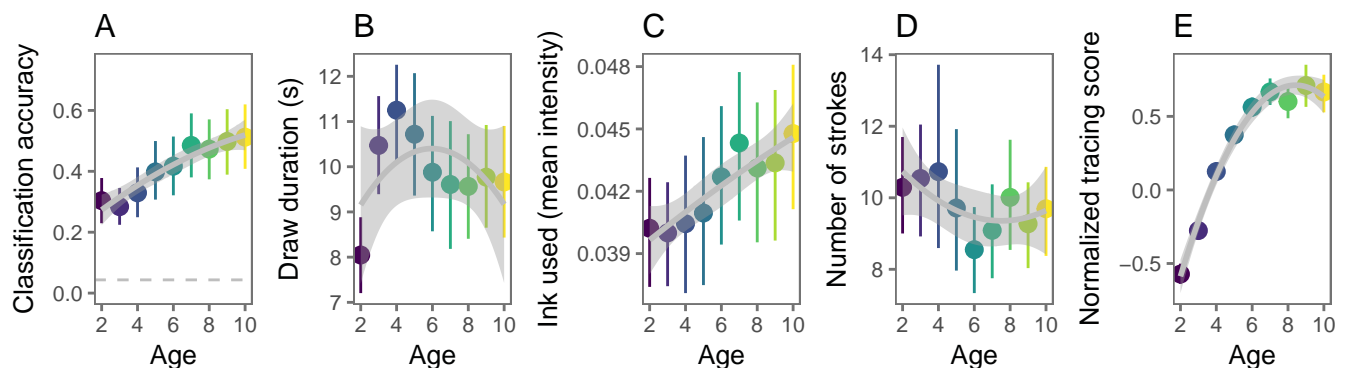 A
Classification accuracy
0.6
0.4
0.2
0.0
2 4 6 8 10
Age
B
Draw duration (s)
12
11
10
9
8
7
2 4 6 8 10
Age
C
Ink used (mean intensity)
0.048
0.045
0.042
0.039
2 4 6 8 10
Age
D
Number of strokes
14
12
10
8
2 4 6 8 10
Age
E
Normalized tracing score
0.5
0.0
−0.5
2 4 6 8 10
Age